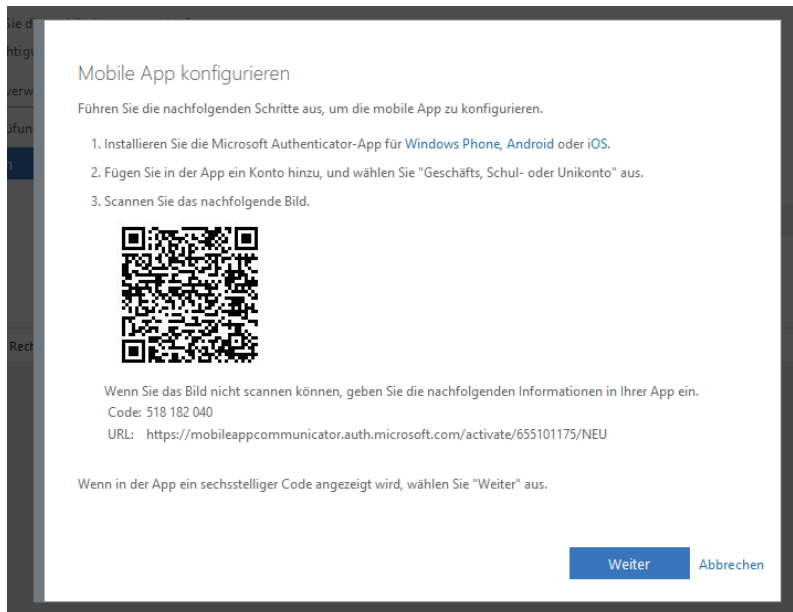 Sie d
Mobile App konfigurieren
Führen Sie die nachfolgenden Schritte aus, um die mobile App zu konfigurieren.
1. Installieren Sie die Microsoft Authenticator-App für Windows Phone, Android oder iOS.
2. Fügen Sie in der App ein Konto hinzu, und wählen Sie "Geschäfts, Schul- oder Unikonto" aus.
3. Scannen Sie das nachfolgende Bild.
Rech
Wenn Sie das Bild nicht scannen können, geben Sie die nachfolgenden Informationen in Ihrer App ein.
Code: 518 182 040
URL: https://mobileappcommunicator.auth.microsoft.com/activate/655101175/NEU
Wenn in der App ein sechsstelliger Code angezeigt wird, wählen Sie "Weiter" aus.
Weiter Abbrechen